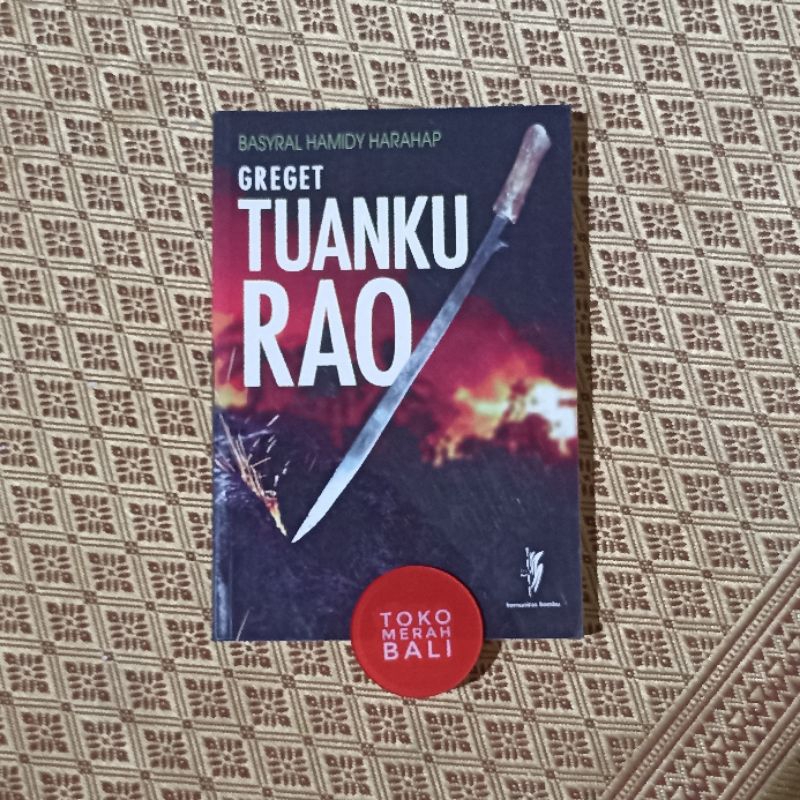 BASYRAL HAMIDY HARAHAP
GREGET
TUANKU
RAO
komunitas bambu
TOKO
MERAH
BALI